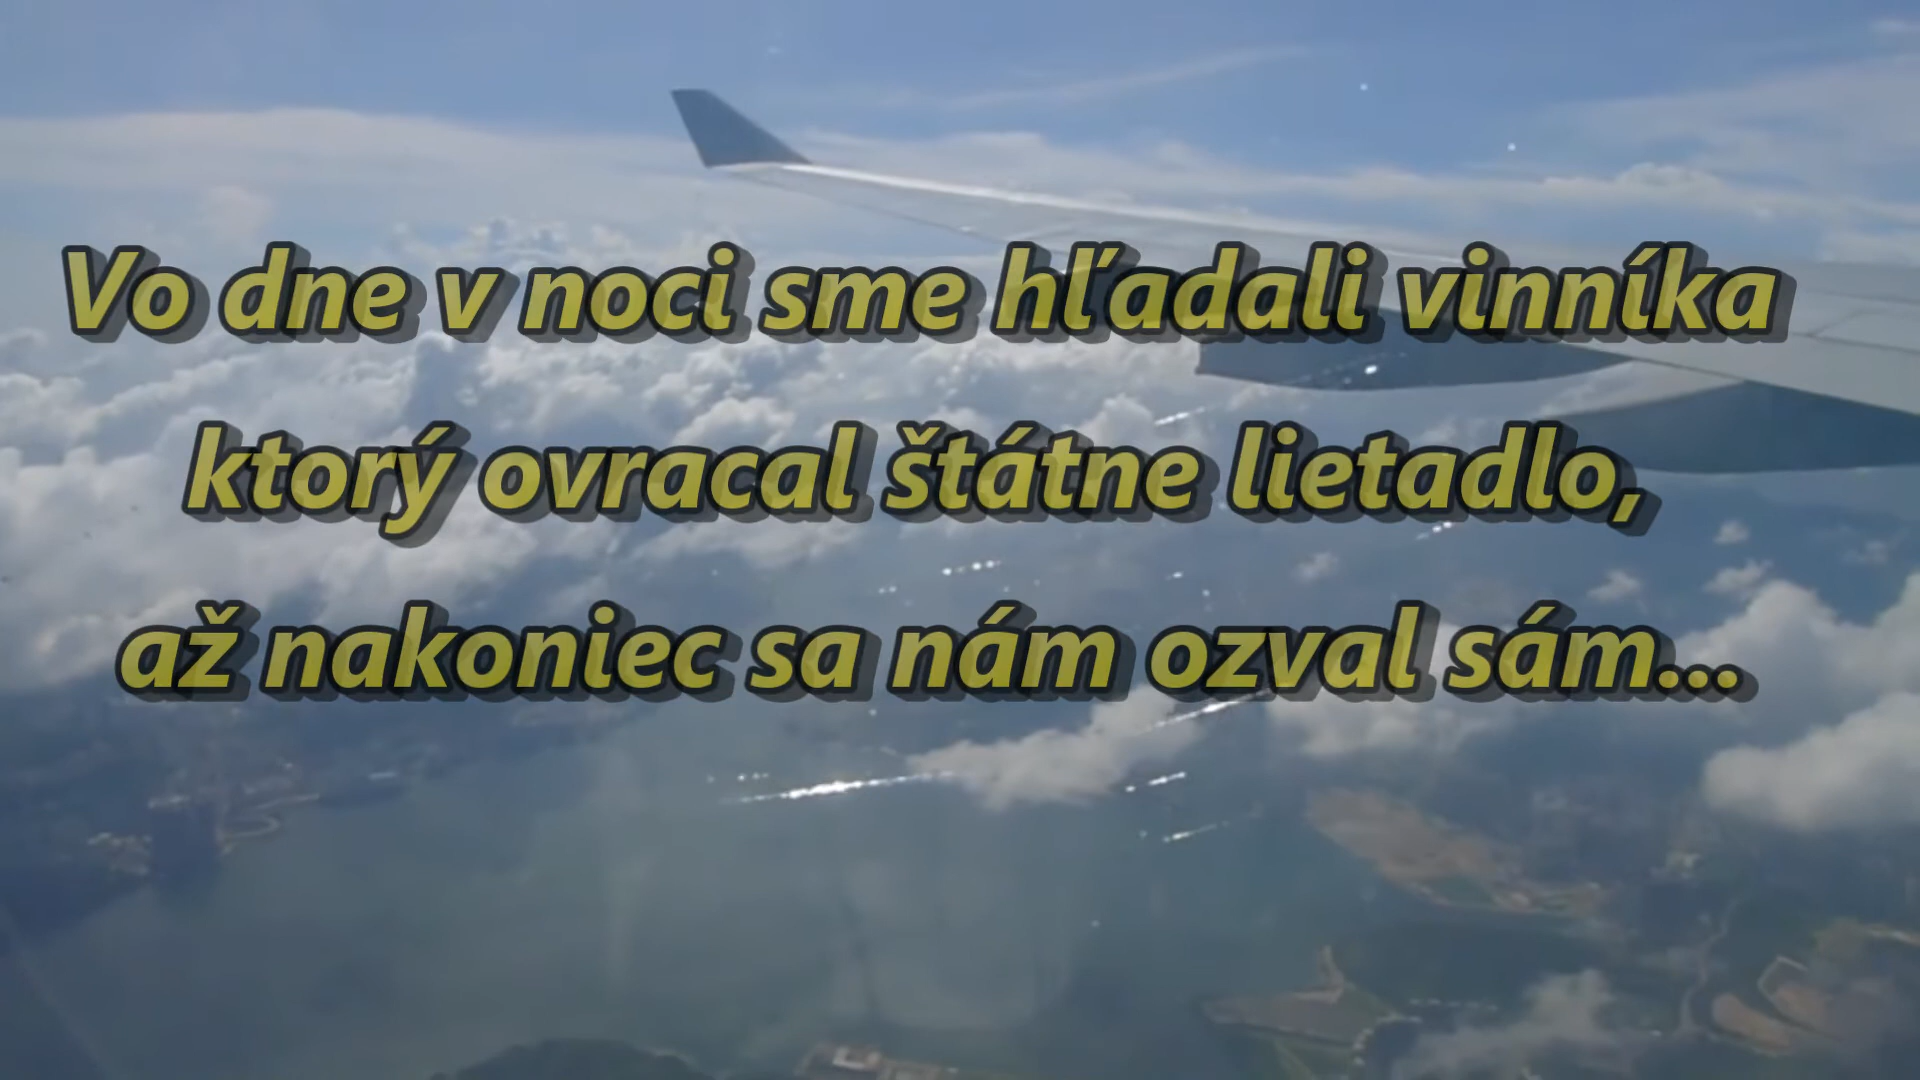 Vo dne v noci sme hľadali vinníka
ktorý ovracal štátne lietadlo,
až nakoniec sa nám ozval sám...